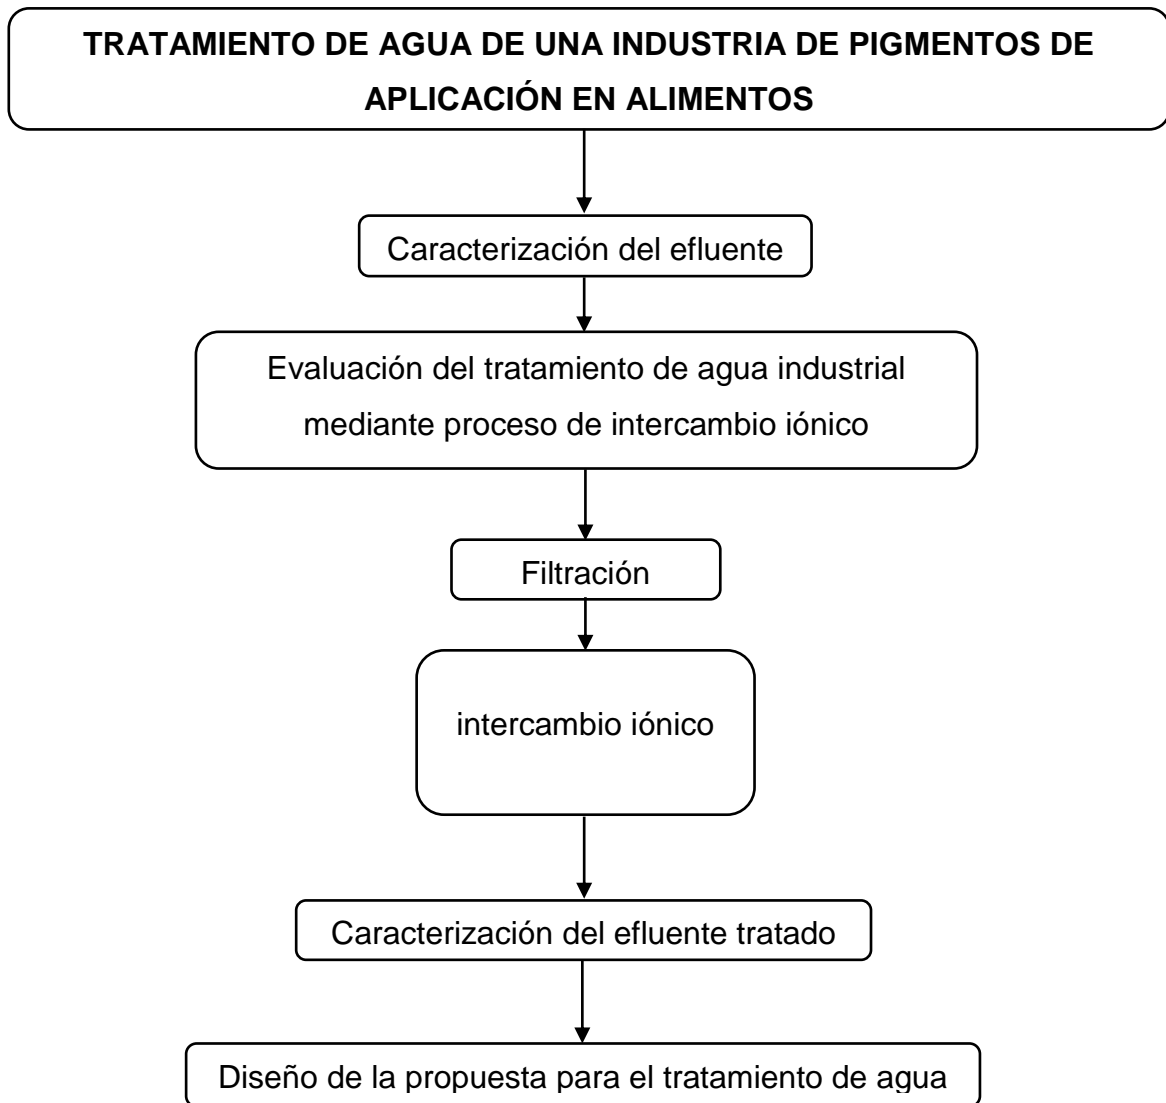 TRATAMIENTO DE AGUA DE UNA INDUSTRIA DE PIGMENTOS DE
APLICACIÓN EN ALIMENTOS
Caracterización del efluente
Evaluación del tratamiento de agua industrial
mediante proceso de intercambio iónico
Filtración
intercambio iónico
Caracterización del efluente tratado
Diseño de la propuesta para el tratamiento de agua